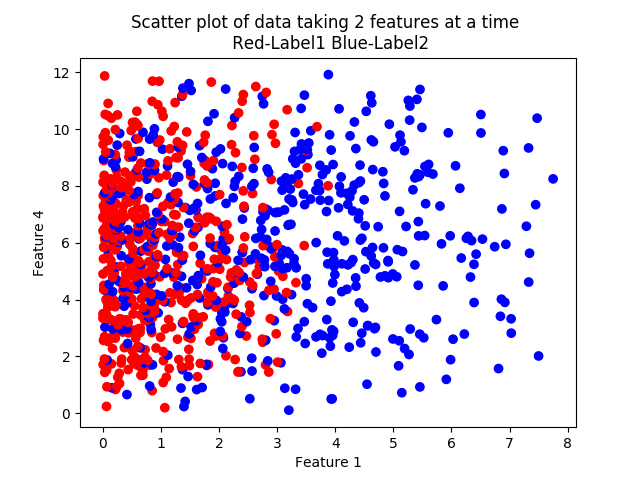 Scatter plot of data taking 2 features at a time
Red-Label1 Blue-Label2
12
10
8
6
4
2
0
Feature 4
0 1 2 3 4 5 6 7 8
Feature 1